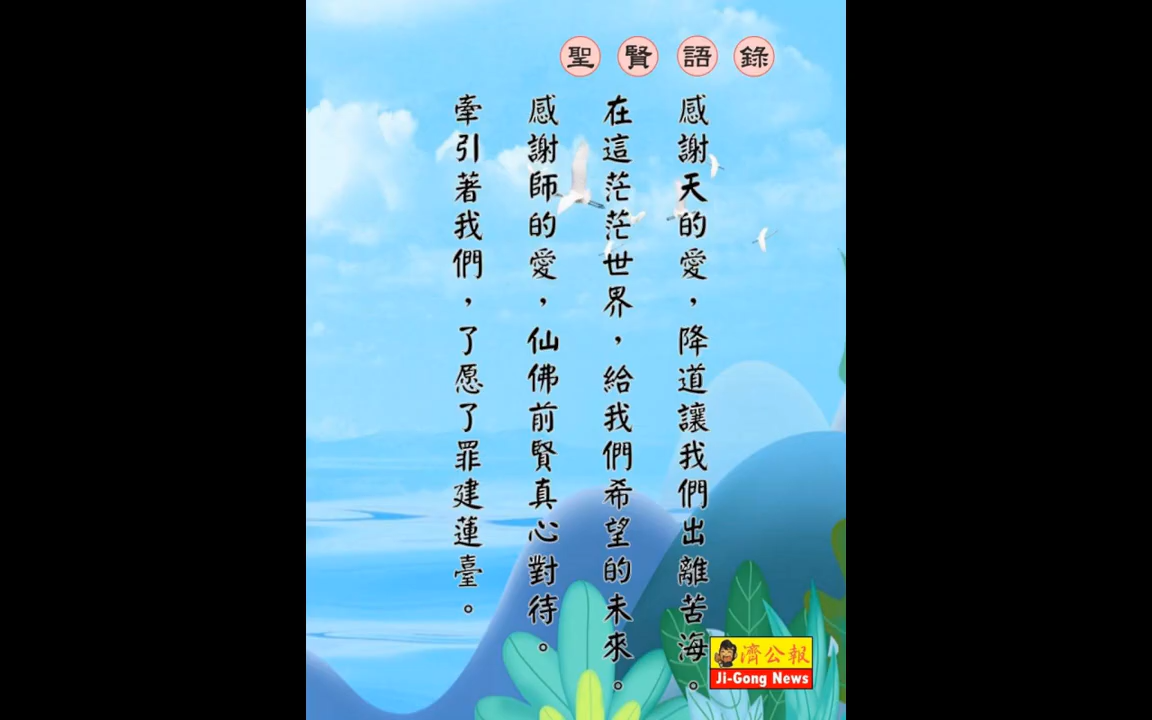 聖賢語錄
感謝天的愛，降道讓我們出離苦海。
在這茫茫世界，給我們希望的未來。
感謝師的愛，仙佛前賢真心對待。
牽引著我們，了愿了罪建蓮臺。
濟公報
Ji-Gong News